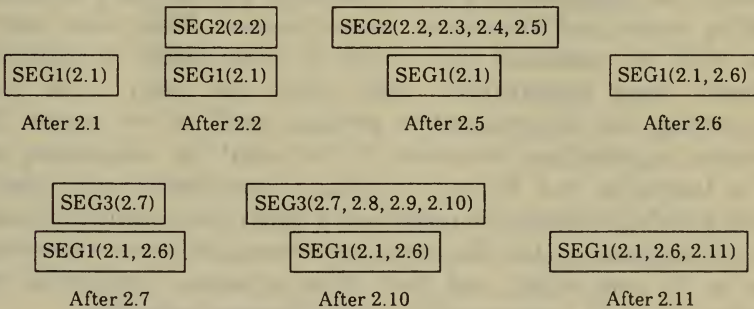 SEG2(2.2) SEG2(2.2, 2.3, 2.4, 2.5)
SEG1(2.1) SEG1(2.1) SEG1(2.1) SEG1(2.1, 2.6)
After 2.1 After 2.2 After 2.5 After 2.6
SEG3(2.7) SEG3(2.7, 2.8, 2.9, 2.10)
SEG1(2.1, 2.6) SEG1(2.1, 2.6) SEG1(2.1, 2.6, 2.11)
After 2.7 After 2.10 After 2.11